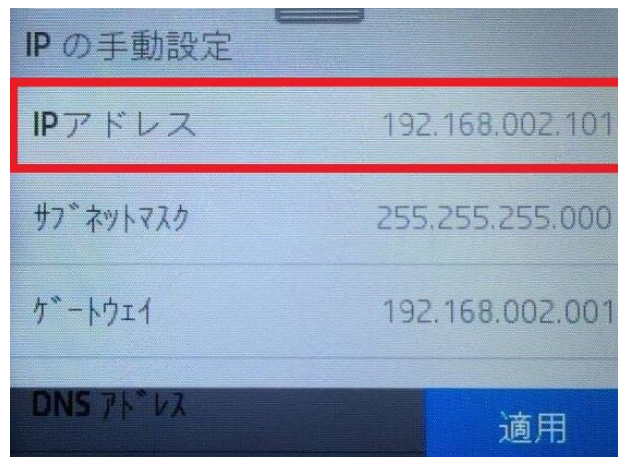 IP の手動設定
IPアドレス 192.168.002.101
ｻﾌﾞﾈｯﾄﾏｽｸ 255.255.255.000
ｹﾞｰﾄｳｪｲ 192.168.002.001
DNS ｱﾄﾞﾚｽ
適用